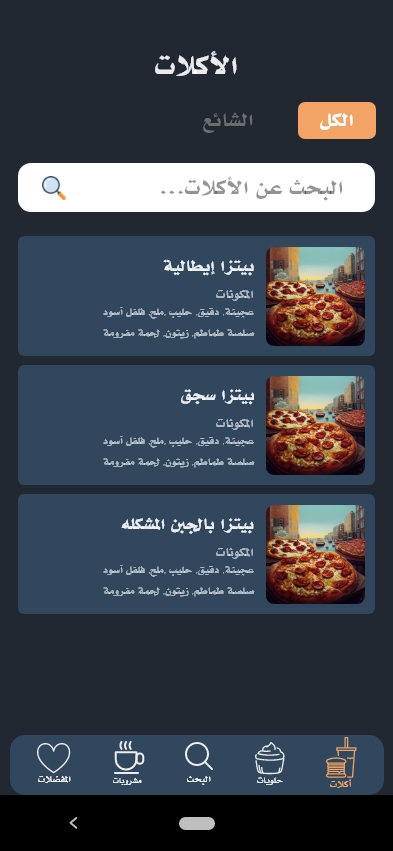 الأكلات
الكل
الشائع
البحث عن الأكلات...
بيتزا إيطالية
المكونات
عجينة, دقيق, حليب ,ملح, فلفل أسود
صلصة طماطم, زيتون, لحمة مفرومة
بيتزا سجق
المكونات
عجينة, دقيق, حليب ,ملح, فلفل أسود
صلصة طماطم, زيتون, لحمة مفرومة
بيتزا بالجبن المشكله
المكونات
عجينة, دقيق, حليب ,ملح, فلفل أسود
صلصة طماطم, زيتون, لحمة مفرومة
أكلات
حلويات
البحث
مشروبات
المفضلات